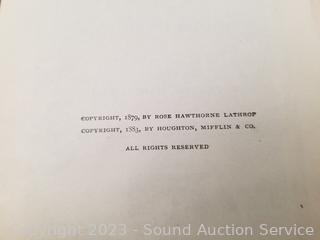 COPYRIGHT, 1879, BY ROSE HAWTHORNE LATHROP
COPYRIGHT, 1883, BY HOUGHTON, MIFFLIN & CO.
ALL RIGHTS RESERVED
Copyright 2023 - Sound Auction Service